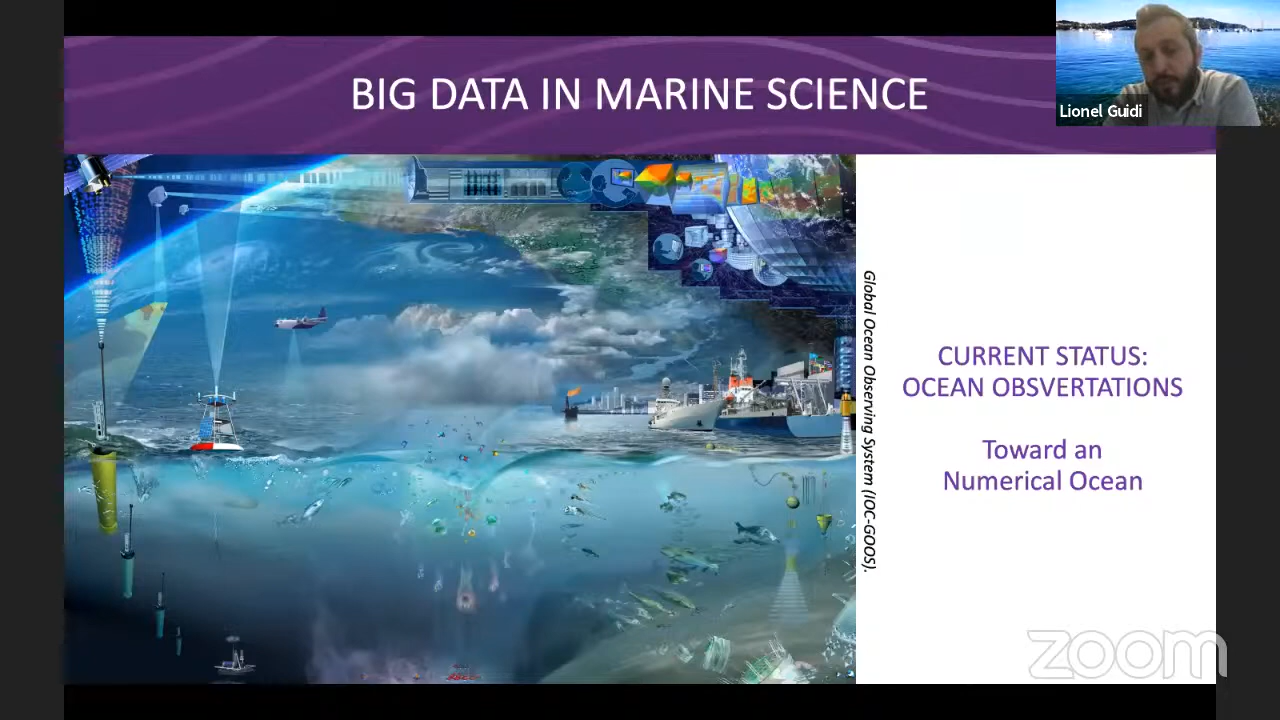 BIG DATA IN MARINE SCIENCE
Lionel Guidi
Global Ocean Observing System (IOC-GOOS).
CURRENT STATUS:
OCEAN OBSVERTATIONS
Toward an
Numerical Ocean
zoom